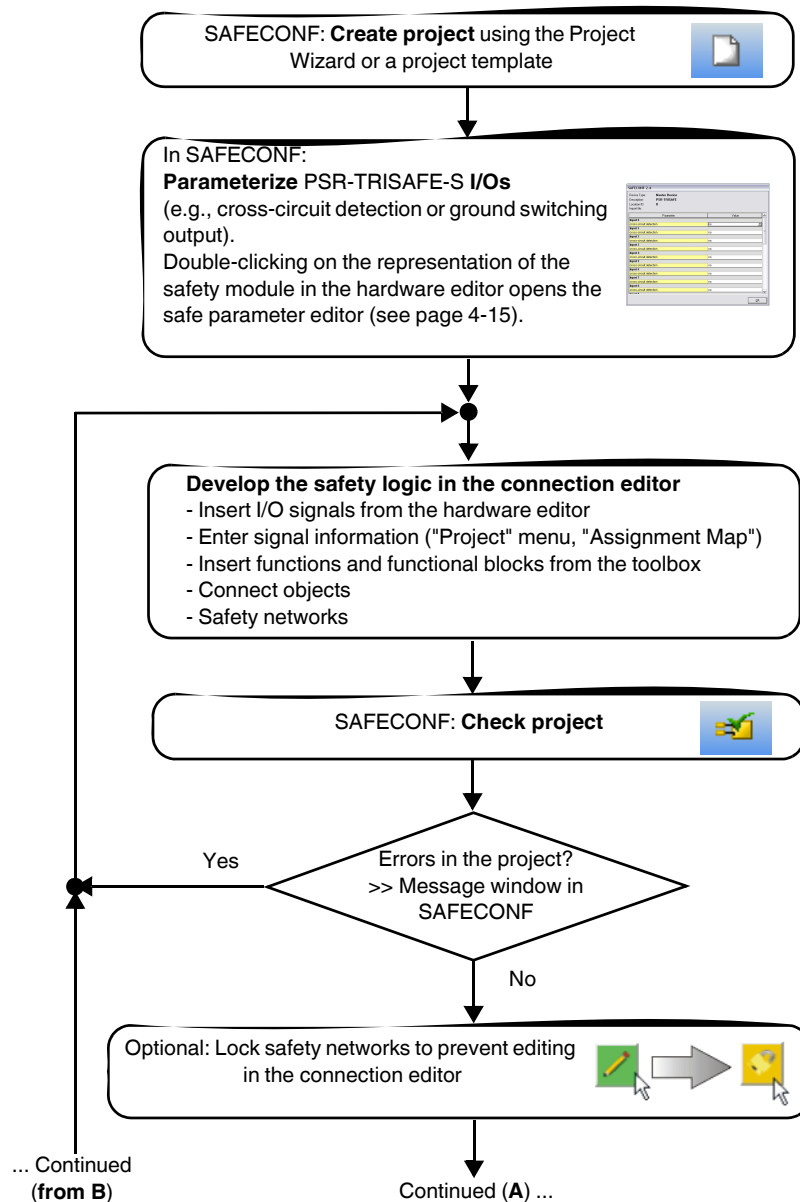 SAFECONF: Create project using the Project
Wizard or a project template
In SAFECONF:
Parameterize PSR-TRISAFE-S I/Os
(e.g., cross-circuit detection or ground switching
output).
Double-clicking on the representation of the
safety module in the hardware editor opens the
safe parameter editor (see page 4-15).
Develop the safety logic in the connection editor
- Insert I/O signals from the hardware editor
- Enter signal information ("Project" menu, "Assignment Map")
- Insert functions and functional blocks from the toolbox
- Connect objects
- Safety networks
SAFECONF: Check project
Yes
Errors in the project?
>> Message window in
SAFECONF
No
Optional: Lock safety networks to prevent editing
in the connection editor
... Continued
(from B)
Continued (A) ...